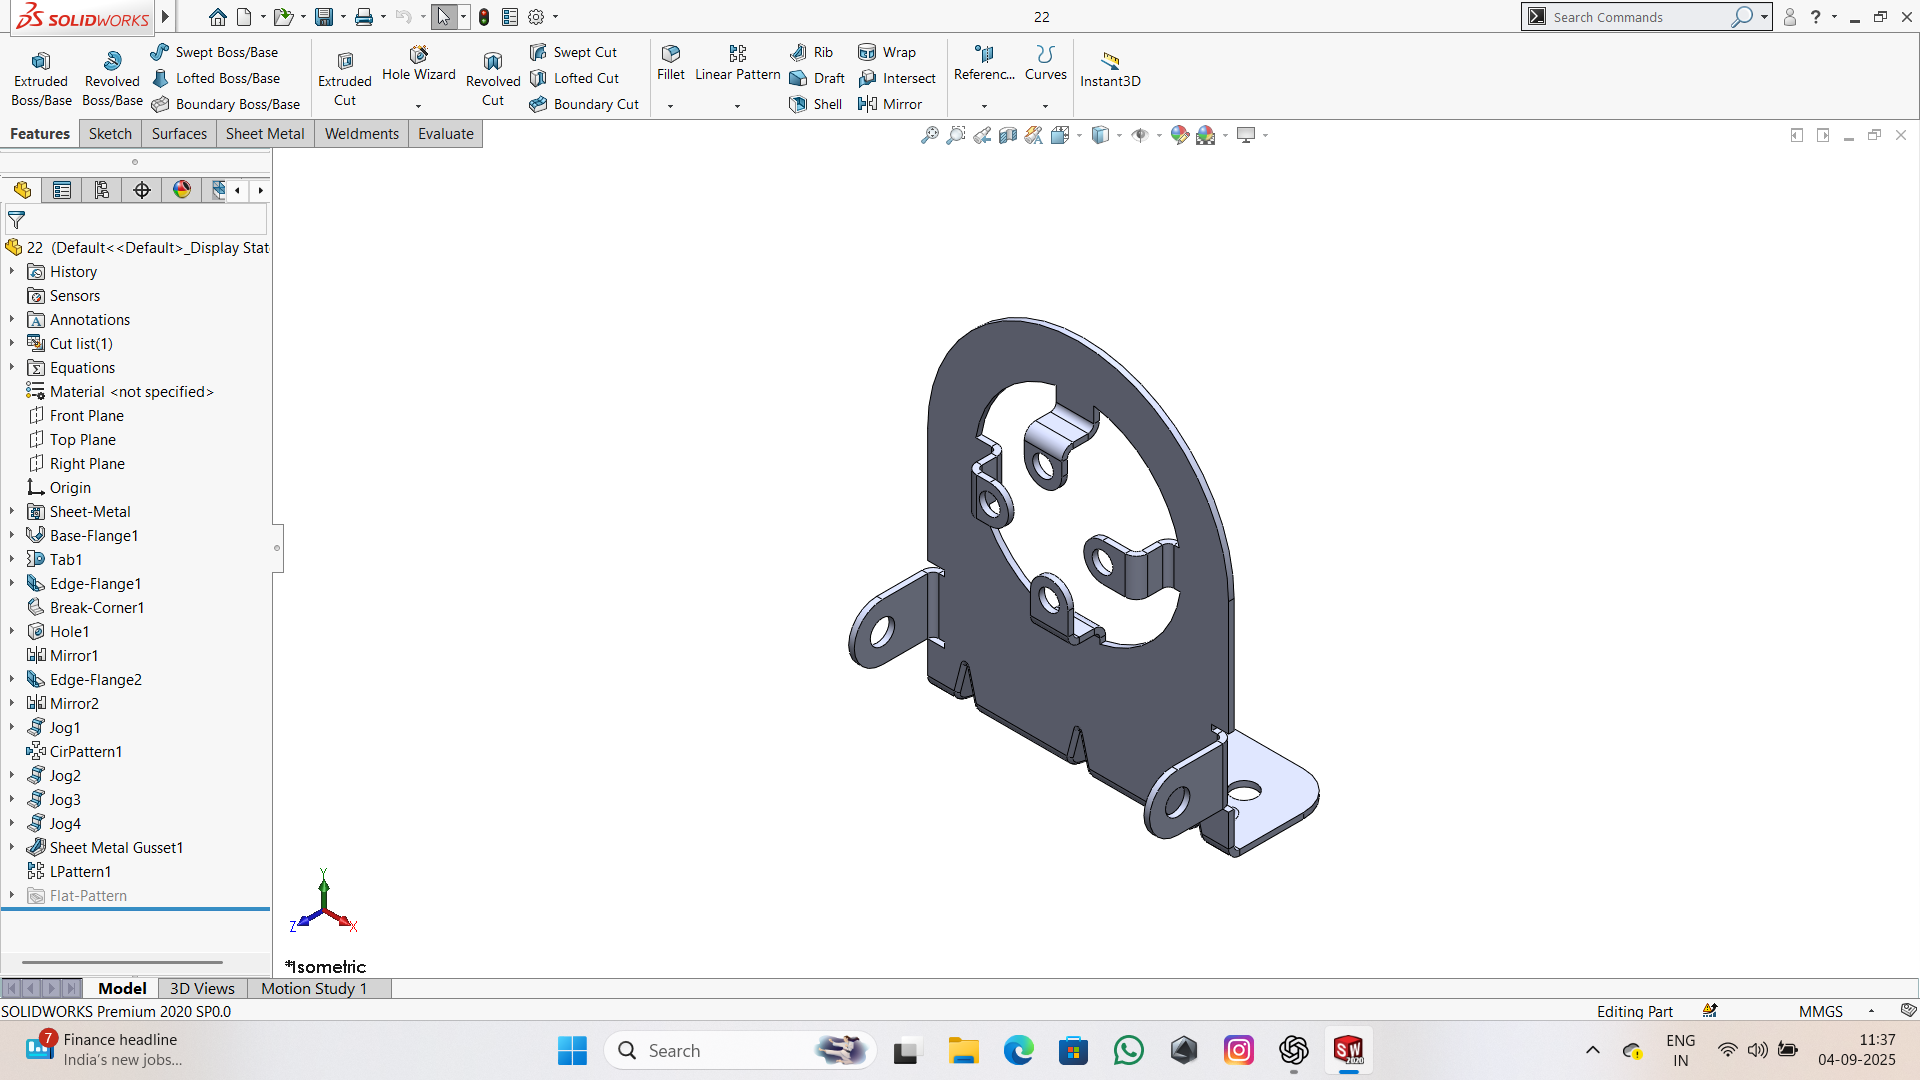 SOLIDWORKS
22
Search Commands
?
Extruded Boss/Base
Revolved Boss/Base
Swept Boss/Base
Lofted Boss/Base
Boundary Boss/Base
Extruded Cut
Hole Wizard
Revolved Cut
Swept Cut
Lofted Cut
Boundary Cut
Fillet
Linear Pattern
Rib
Draft
Shell
Wrap
Intersect
Mirror
Referenc...
Curves
Instant3D
Features
Sketch
Surfaces
Sheet Metal
Weldments
Evaluate
22 (Default<<Default>_Display Stat
History
Sensors
Annotations
Cut list(1)
Equations
Material <not specified>
Front Plane
Top Plane
Right Plane
Origin
Sheet-Metal
Base-Flange1
Tab1
Edge-Flange1
Break-Corner1
Hole1
Mirror1
Edge-Flange2
Mirror2
Jog1
CirPattern1
Jog2
Jog3
Jog4
Sheet Metal Gusset1
LPattern1
Flat-Pattern
Y
Z
X
*Isometric
Model
3D Views
Motion Study 1
SOLIDWORKS Premium 2020 SP0.0
Editing Part
MMGS
7
Finance headline
India's new jobs...
Search
SW
2020
ENG
IN
11:37
04-09-2025